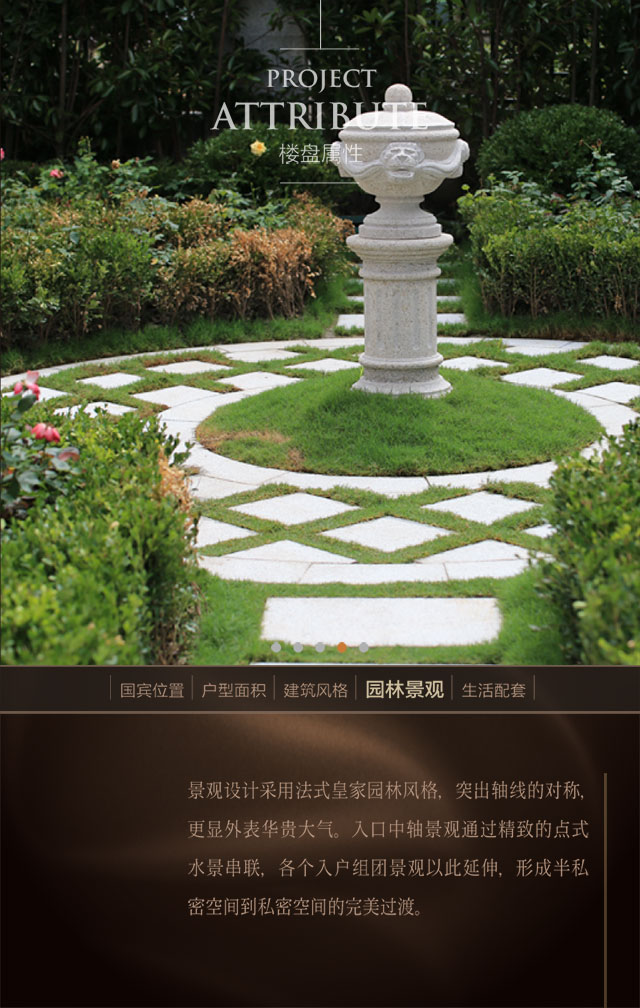 PROJECT
ATTRIBUTE
楼盘属性
国宾位置 户型面积 建筑风格 园林景观 生活配套
景观设计采用法式皇家园林风格，突出轴线的对称，
更显外表华贵大气。入口中轴景观通过精致的点式
水景串联，各个入户组团景观以此延伸，形成半私
密空间到私密空间的完美过渡。